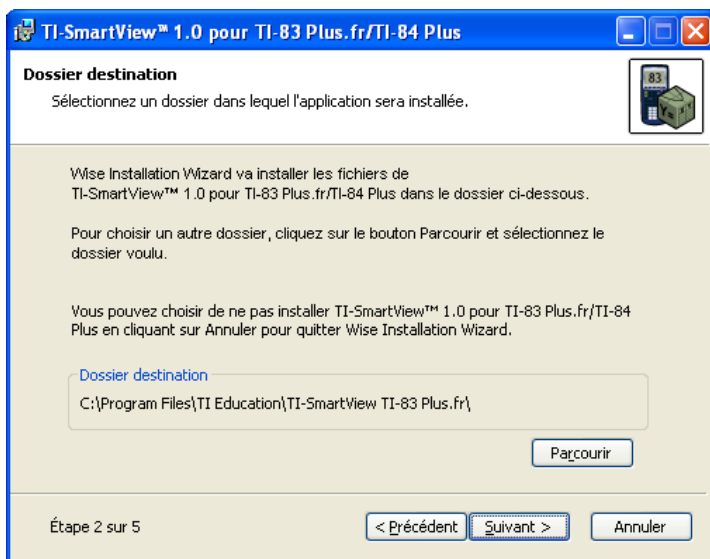 TI-SmartView™ 1.0 pour TI-83 Plus.fr/TI-84 Plus
Dossier destination
Sélectionnez un dossier dans lequel l'application sera installée.
83
Y=
Wise Installation Wizard va installer les fichiers de
TI-SmartView™ 1.0 pour TI-83 Plus.fr/TI-84 Plus dans le dossier ci-dessous.
Pour choisir un autre dossier, cliquez sur le bouton Parcourir et sélectionnez le
dossier voulu.
Vous pouvez choisir de ne pas installer TI-SmartView™ 1.0 pour TI-83 Plus.fr/TI-84
Plus en cliquant sur Annuler pour quitter Wise Installation Wizard.
Dossier destination
C:\Program Files\TI Education\TI-SmartView TI-83 Plus.fr\
Parcourir
Étape 2 sur 5
< Précédent
Suivant >
Annuler